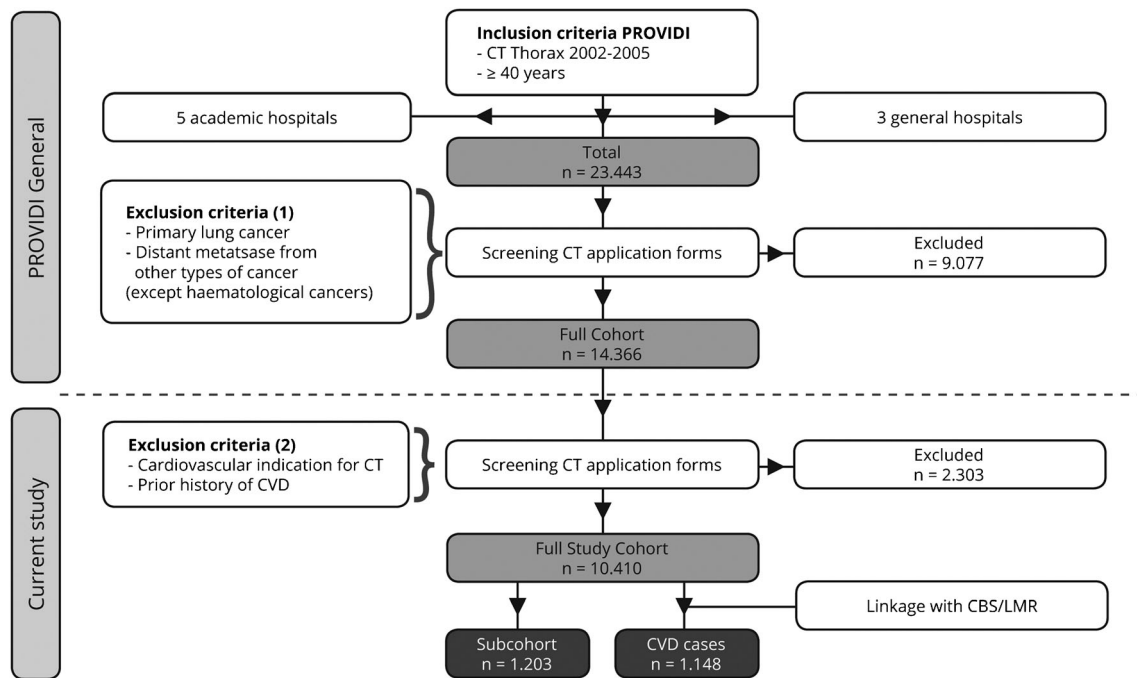 PROVIDI General
Inclusion criteria PROVIDI
- CT Thorax 2002-2005
- ≥ 40 years
5 academic hospitals
3 general hospitals
Total
n = 23.443
Exclusion criteria (1)
- Primary lung cancer
- Distant metatsase from
other types of cancer
(except haematological cancers)
Screening CT application forms
Excluded
n = 9.077
Full Cohort
n = 14.366
Current study
Exclusion criteria (2)
- Cardiovascular indication for CT
- Prior history of CVD
Screening CT application forms
Excluded
n = 2.303
Full Study Cohort
n = 10.410
Linkage with CBS/LMR
Subcohort
n = 1.203
CVD cases
n = 1.148